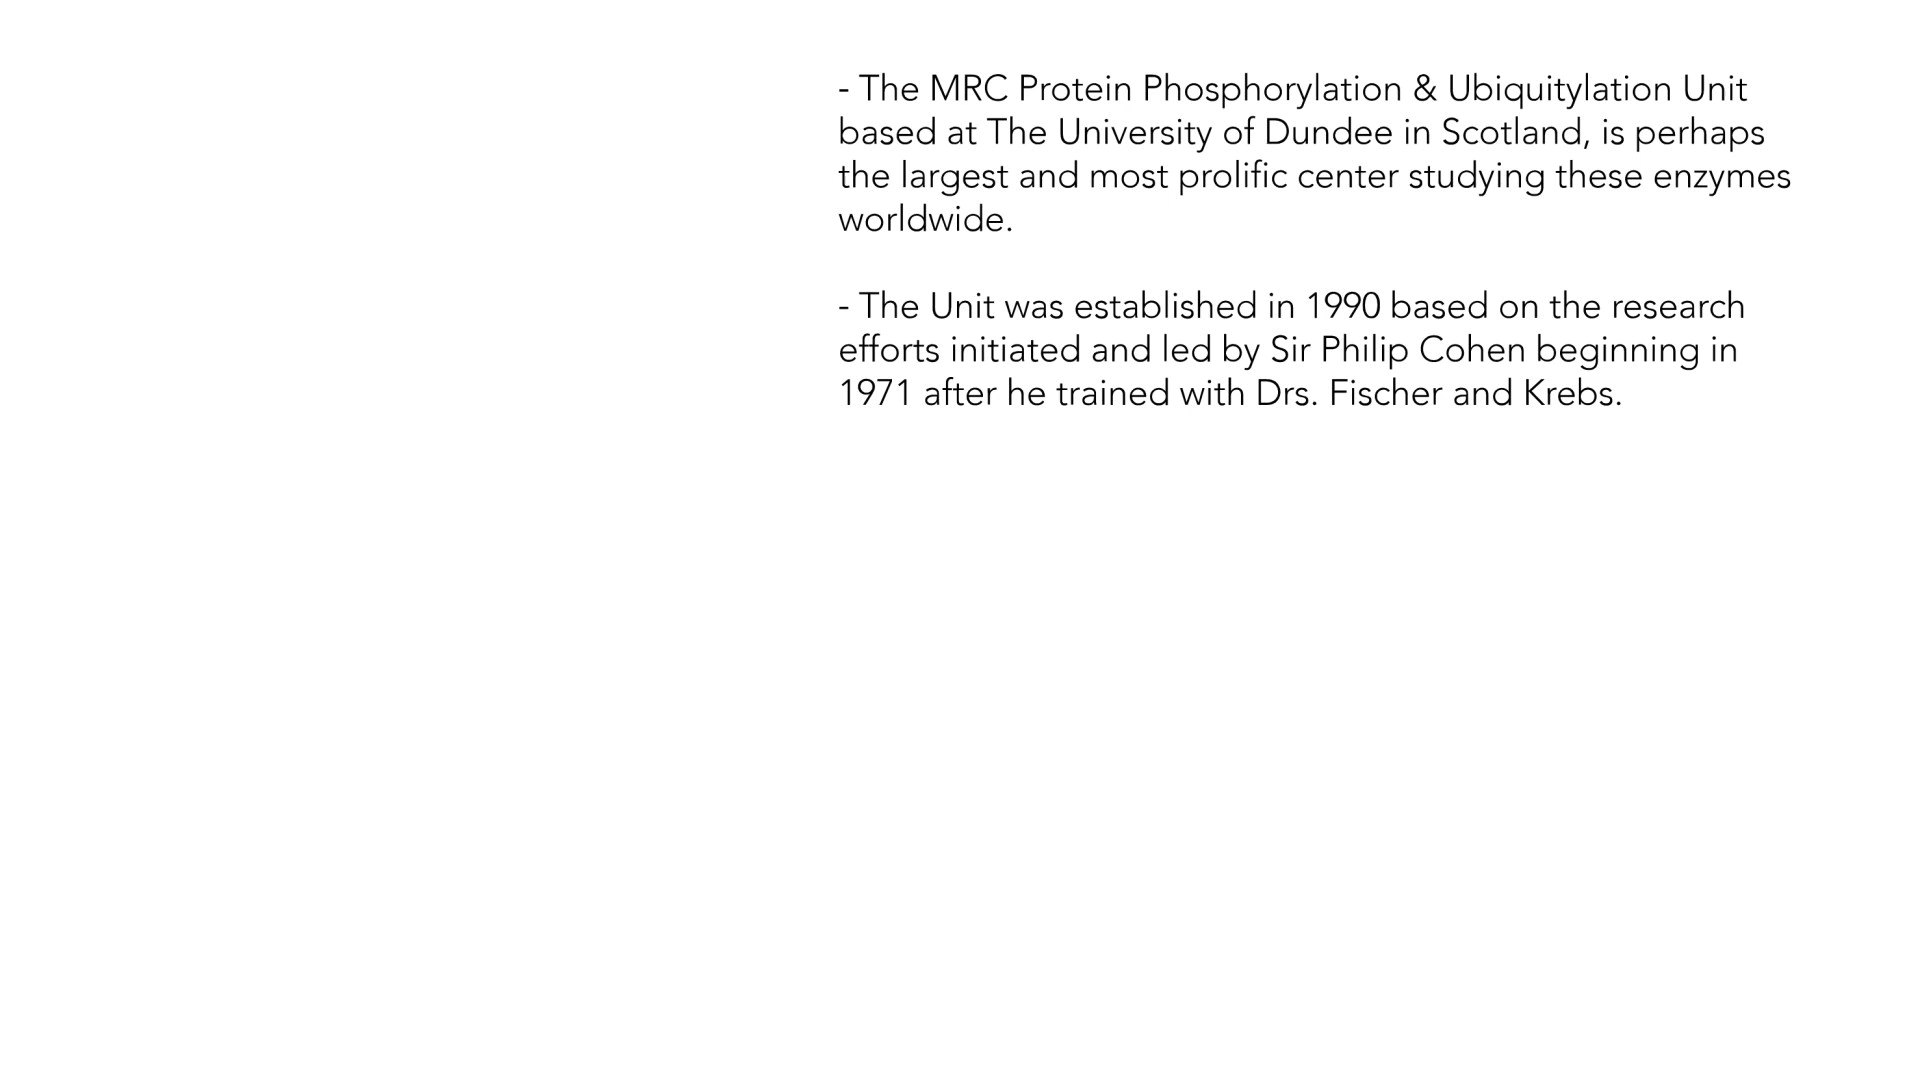 - The MRC Protein Phosphorylation & Ubiquitylation Unit
based at The University of Dundee in Scotland, is perhaps
the largest and most prolific center studying these enzymes
worldwide.
- The Unit was established in 1990 based on the research
efforts initiated and led by Sir Philip Cohen beginning in
1971 after he trained with Drs. Fischer and Krebs.